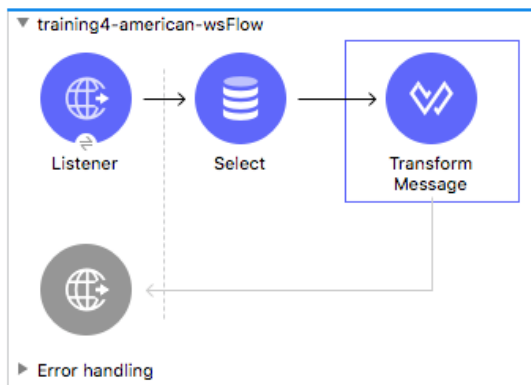 training4-american-wsFlow
Listener
Select
Transform
Message
Error handling